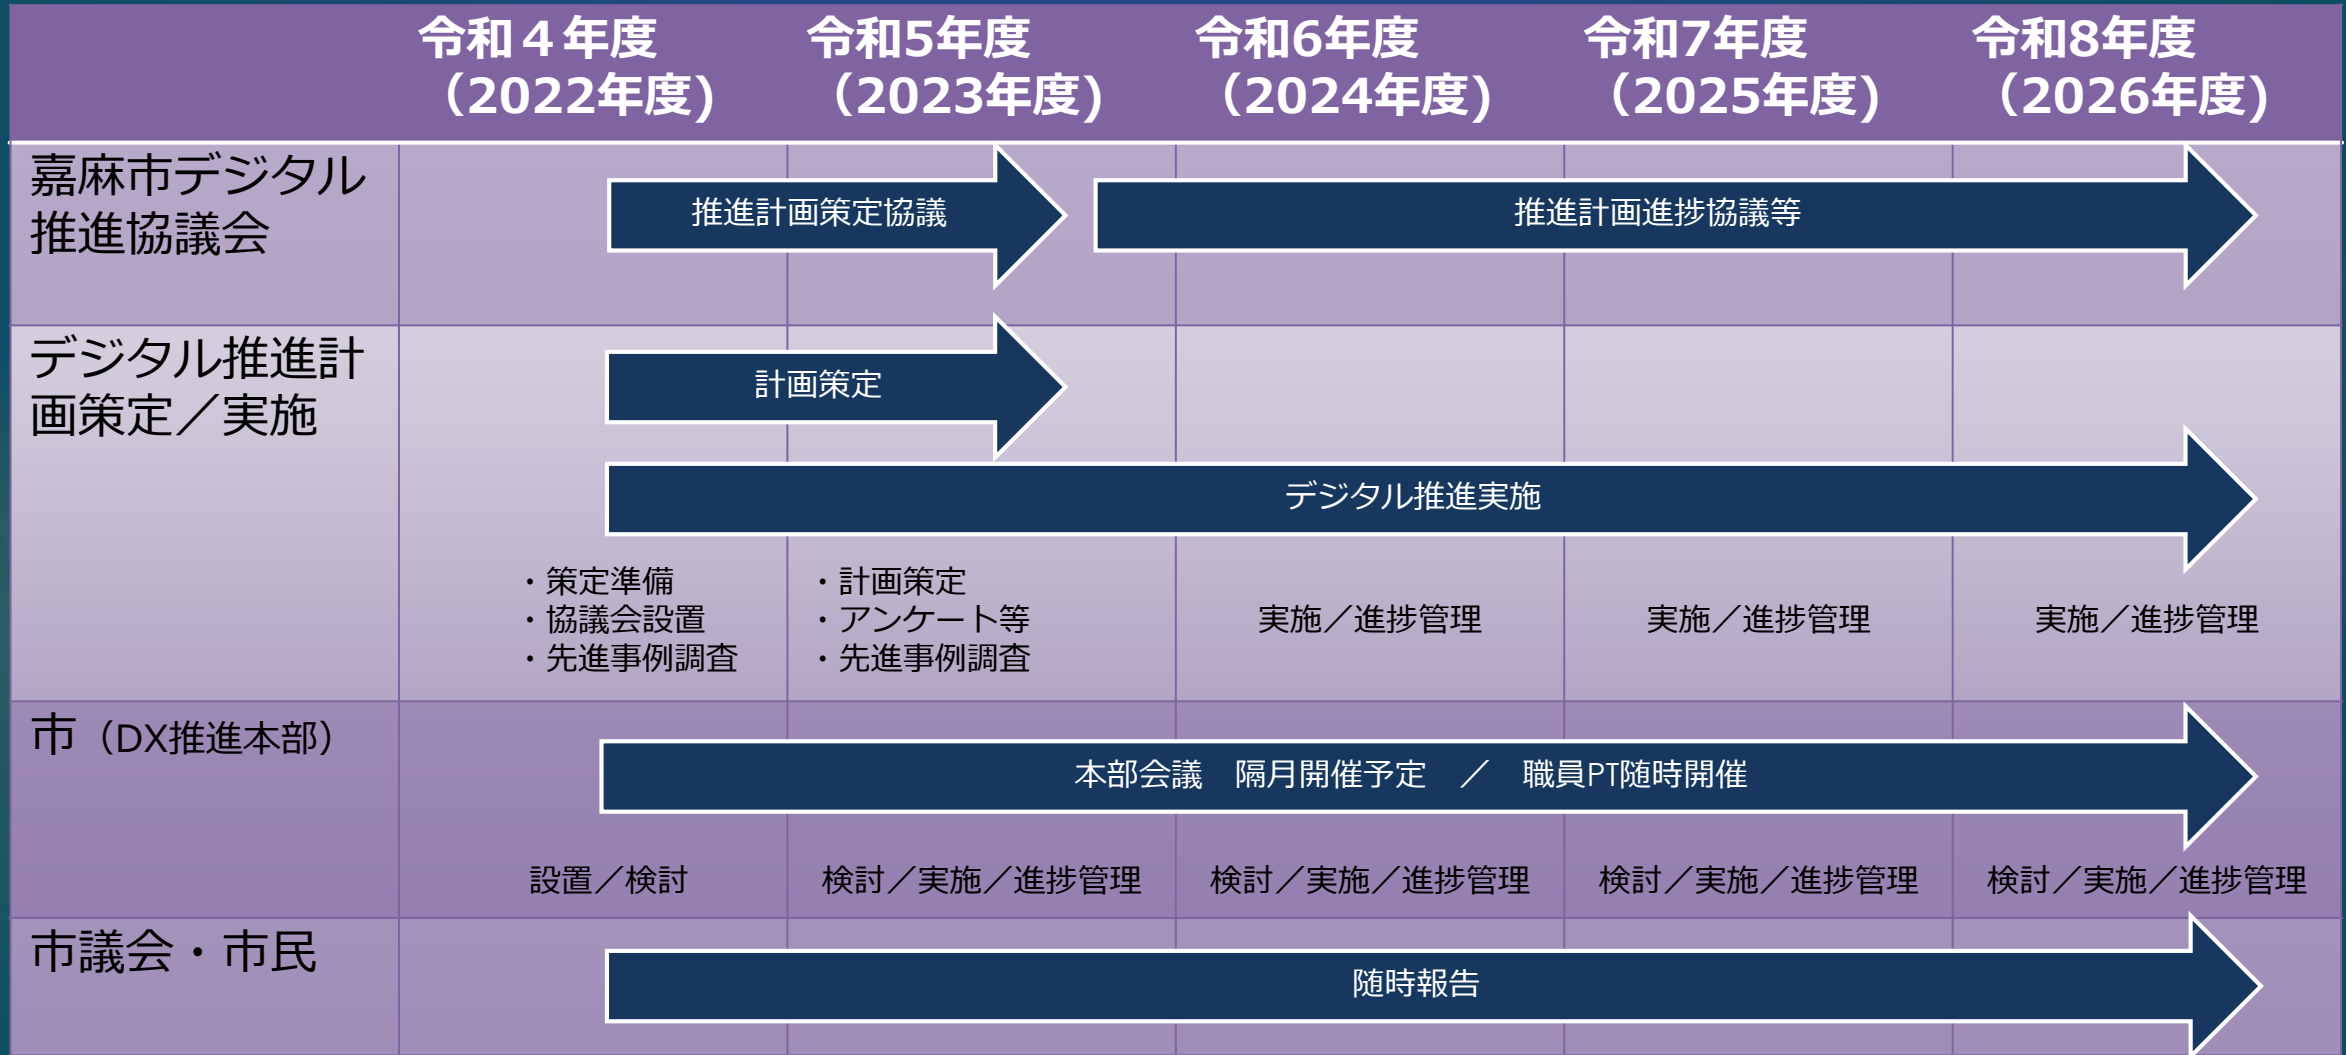 令和４年度
（2022年度）
令和5年度
（2023年度）
令和6年度
（2024年度）
令和7年度
（2025年度）
令和8年度
（2026年度）
嘉麻市デジタル
推進協議会
推進計画策定協議
推進計画進捗協議等
デジタル推進計
画策定／実施
計画策定
デジタル推進実施
・策定準備
・協議会設置
・先進事例調査
・計画策定
・アンケート等
・先進事例調査
実施／進捗管理
実施／進捗管理
実施／進捗管理
市（DX推進本部）
本部会議　隔月開催予定　／　職員PT随時開催
設置／検討
検討／実施／進捗管理
検討／実施／進捗管理
検討／実施／進捗管理
検討／実施／進捗管理
市議会・市民
随時報告